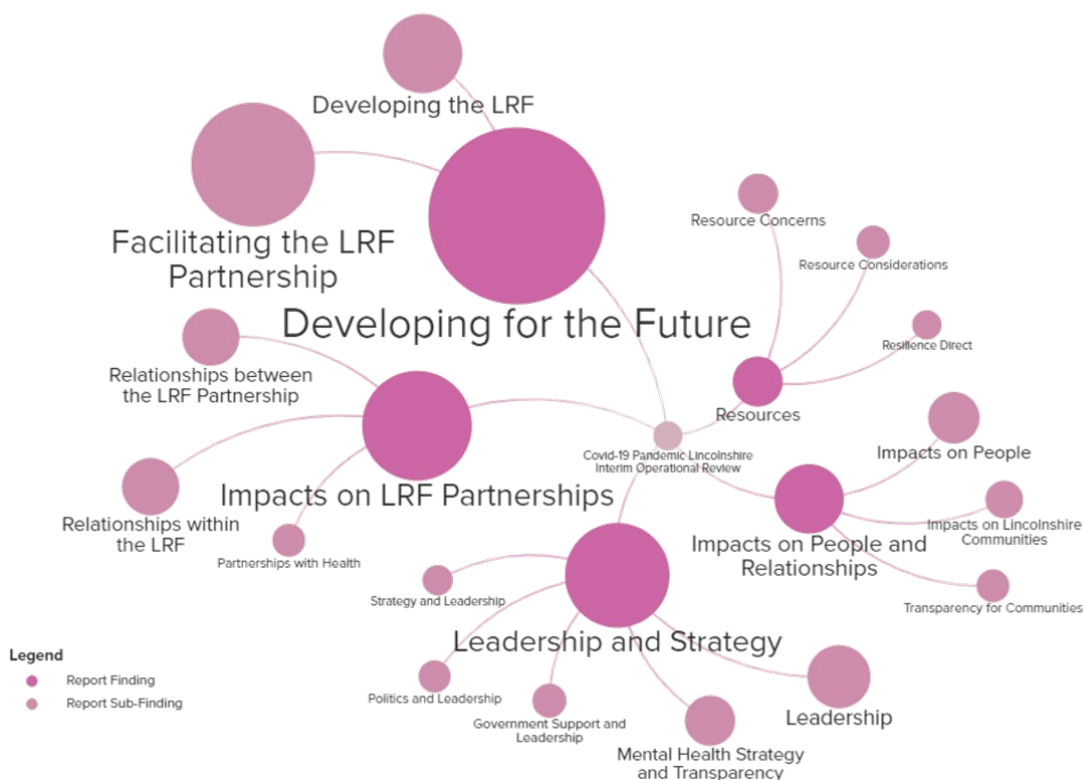 Developing the LRF
Facilitating the LRF
Partnership
Developing for the Future
Resource Concerns
Resource Considerations
Resilience Direct
Resources
Relationships between
the LRF Partnership
Impacts on LRF Partnerships
Relationships within
the LRF
Partnerships with Health
Covid-19 Pandemic Lincolnshire
Interim Operational Review
Impacts on People
Impacts on Lincolnshire
Communities
Impacts on People and
Relationships
Transparency for Communities
Strategy and Leadership
Leadership and Strategy
Politics and Leadership
Government Support and
Leadership
Mental Health Strategy
and Transparency
Leadership
Legend
Report Finding
Report Sub-Finding